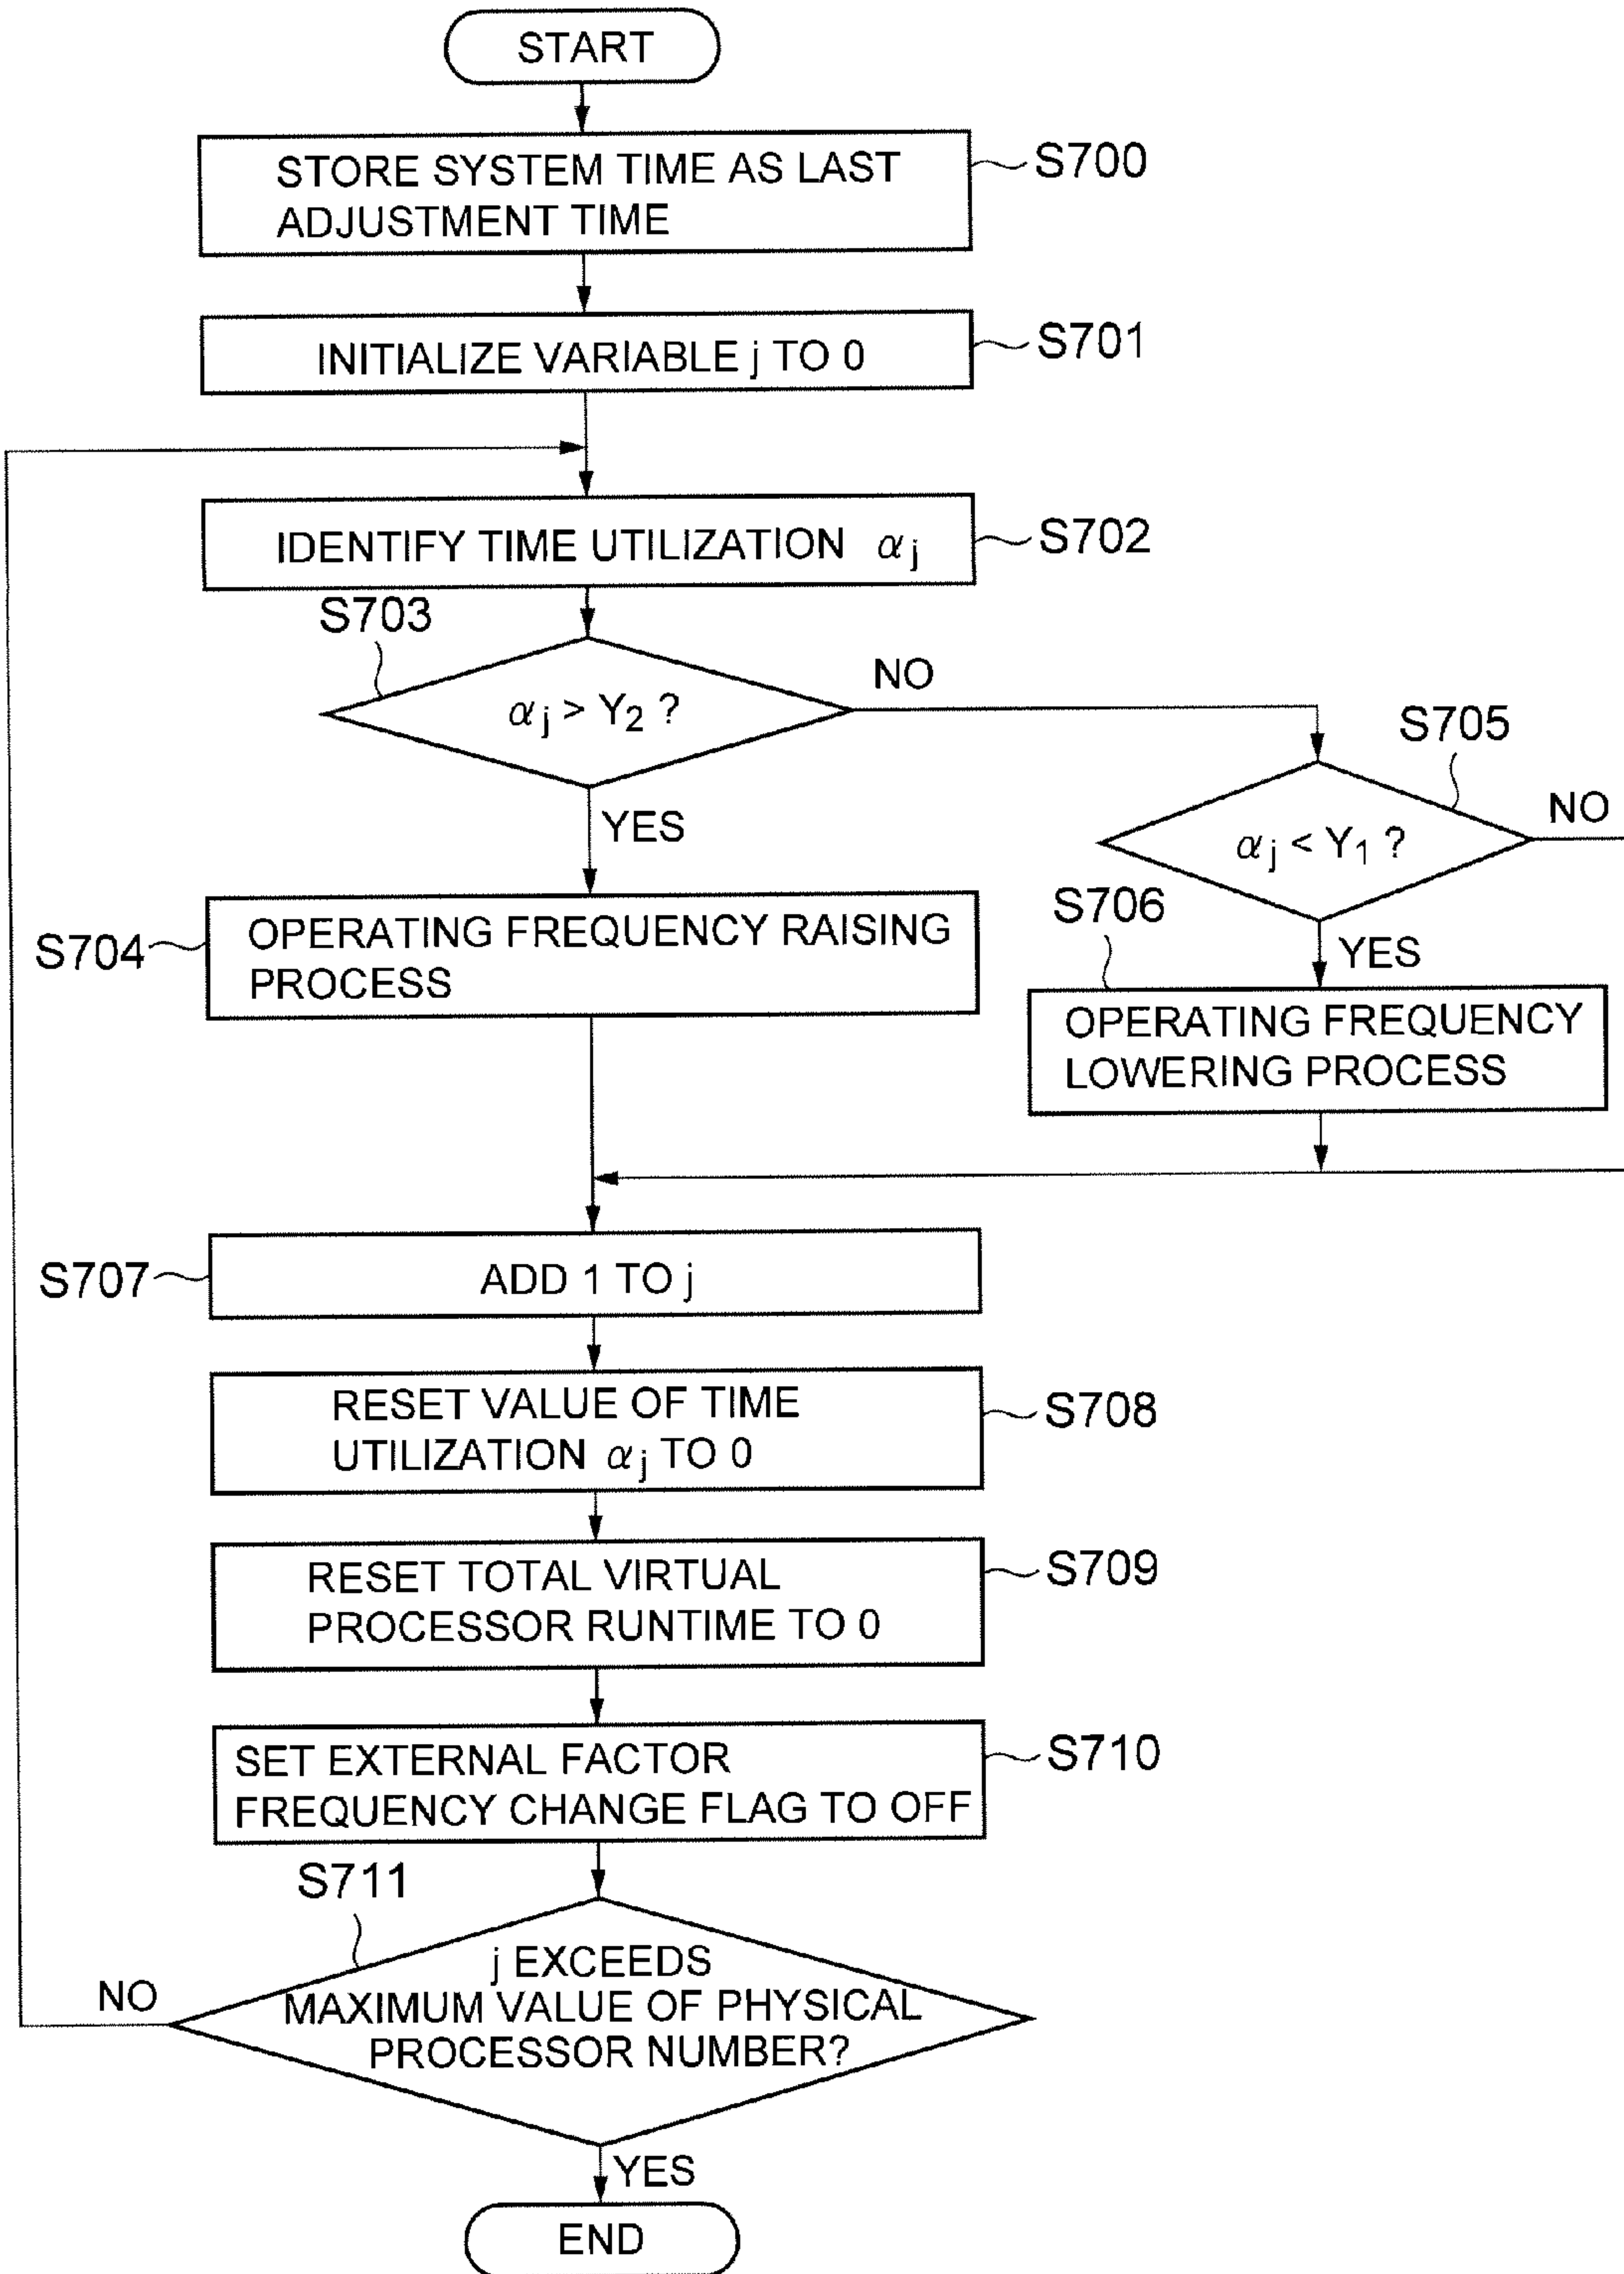 START
STORE SYSTEM TIME AS LAST
ADJUSTMENT TIME
S700
INITIALIZE VARIABLE j TO 0
S701
IDENTIFY TIME UTILIZATION αj
S702
S703
αj > Y2 ?
NO
YES
S705
αj < Y1 ?
NO
YES
S704
OPERATING FREQUENCY RAISING
PROCESS
S706
OPERATING FREQUENCY
LOWERING PROCESS
S707
ADD 1 TO j
RESET VALUE OF TIME
UTILIZATION αj TO 0
S708
RESET TOTAL VIRTUAL
PROCESSOR RUNTIME TO 0
S709
SET EXTERNAL FACTOR
FREQUENCY CHANGE FLAG TO OFF
S710
S711
j EXCEEDS
MAXIMUM VALUE OF PHYSICAL
PROCESSOR NUMBER?
NO
YES
END